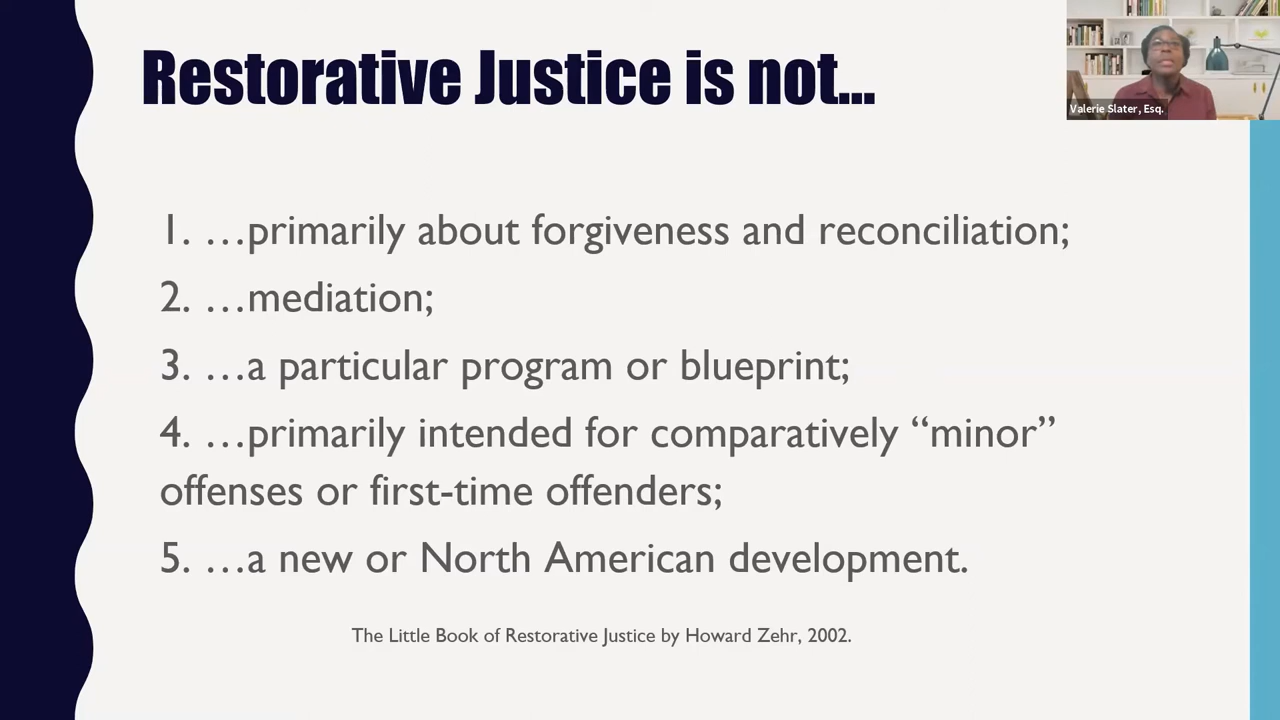 Restorative Justice is not...
Valerie Slater, Esq.
1. …primarily about forgiveness and reconciliation;
2. …mediation;
3. …a particular program or blueprint;
4. …primarily intended for comparatively “minor”
offenses or first-time offenders;
5. …a new or North American development.
The Little Book of Restorative Justice by Howard Zehr, 2002.